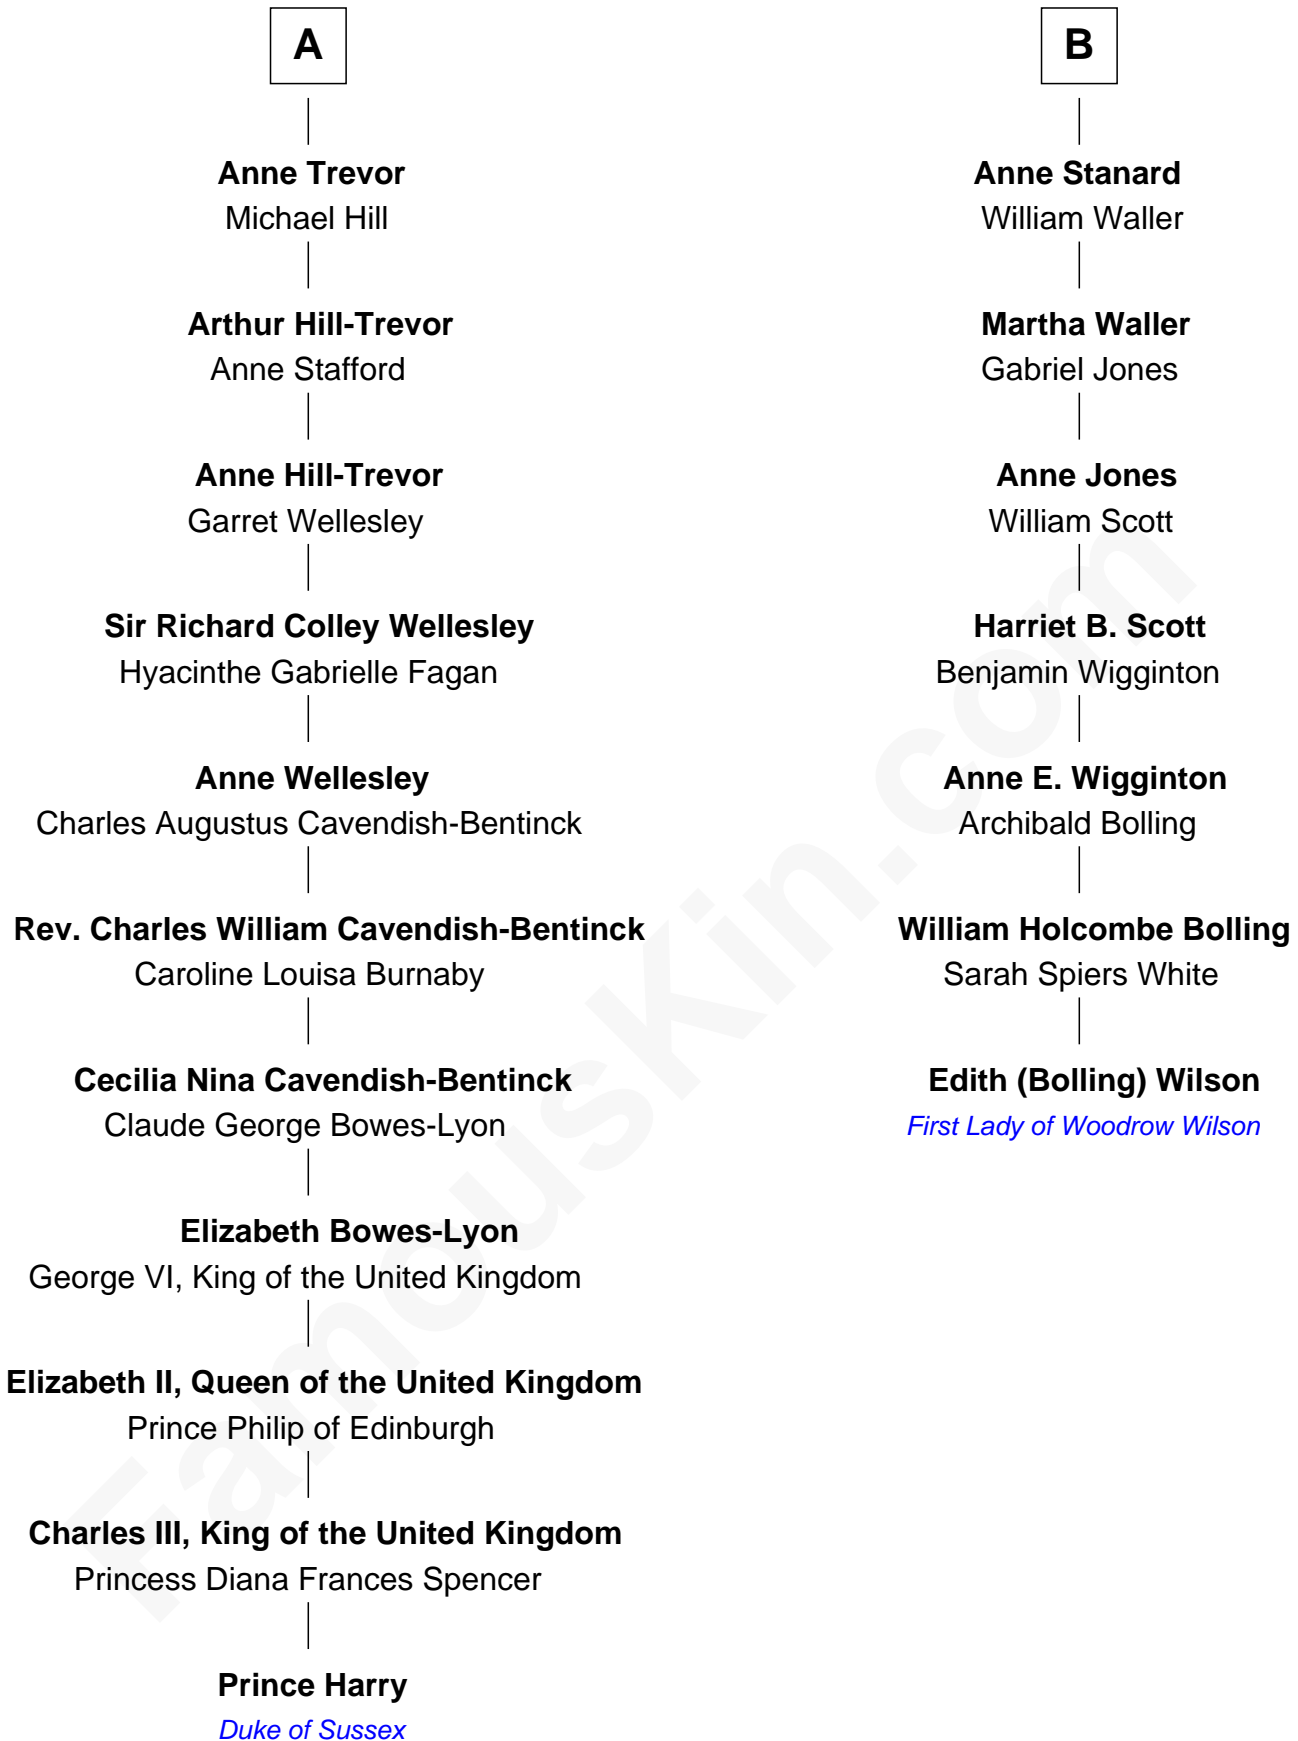 A
Anne Trevor
Michael Hill
Arthur Hill-Trevor
Anne Stafford
Anne Hill-Trevor
Garret Wellesley
Sir Richard Colley Wellesley
Hyacinthe Gabrielle Fagan
Anne Wellesley
Charles Augustus Cavendish-Bentinck
Rev. Charles William Cavendish-Bentinck
Caroline Louisa Burnaby
Cecilia Nina Cavendish-Bentinck
Claude George Bowes-Lyon
Elizabeth Bowes-Lyon
George VI, King of the United Kingdom
Elizabeth II, Queen of the United Kingdom
Prince Philip of Edinburgh
Charles III, King of the United Kingdom
Princess Diana Frances Spencer
Prince Harry
Duke of Sussex
B
Anne Stanard
William Waller
Martha Waller
Gabriel Jones
Anne Jones
William Scott
Harriet B. Scott
Benjamin Wigginton
Anne E. Wigginton
Archibald Bolling
William Holcombe Bolling
Sarah Spiers White
Edith (Bolling) Wilson
First Lady of Woodrow Wilson
FamousKin.com